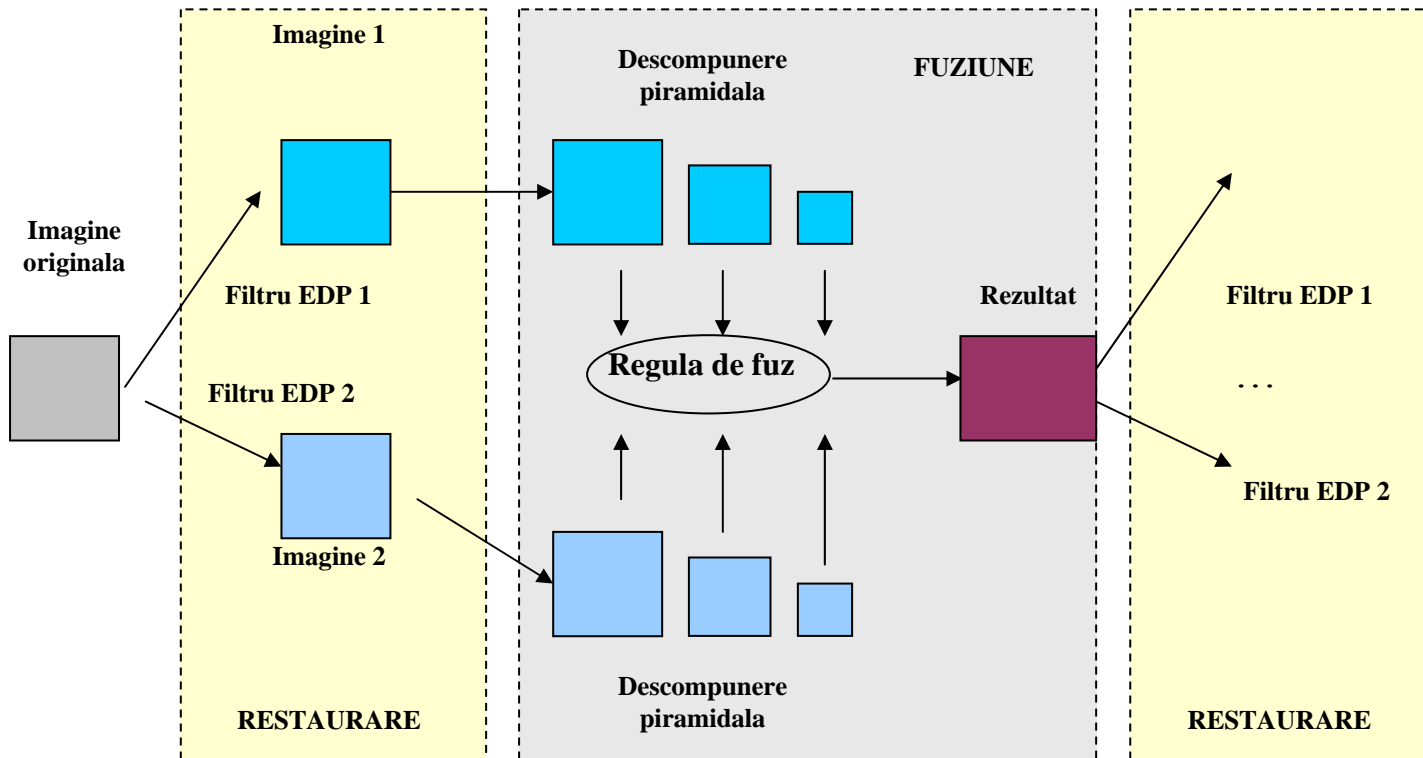 Imagine 1
Descompunere
piramidala
FUZIUNE
Imagine
originala
Filtru EDP 1
Rezultat
Filtru EDP 1
Regula de fuz
Filtru EDP 2
. . .
Filtru EDP 2
Imagine 2
Descompunere
piramidala
RESTAURARE
RESTAURARE